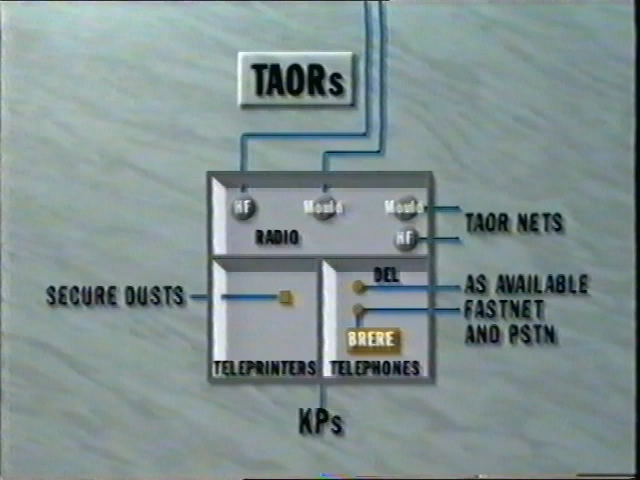 TAORs
HF
Mould
Mould
RADIO
HF
TAOR NETS
DEL
SECURE DUSTS
AS AVAILABLE
FASTNET
AND PSTN
BRERE
TELEPRINTERS
TELEPHONES
KPs